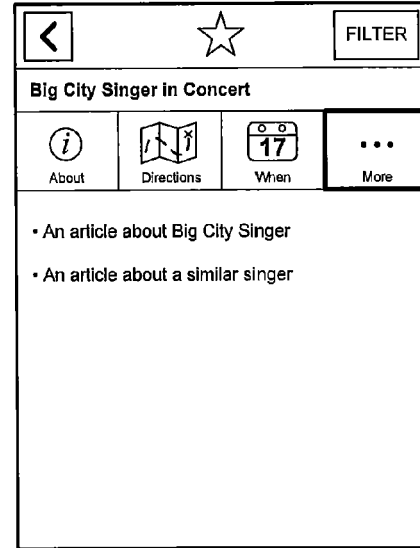 FILTER
Big City Singer in Concert
i
17
About
Directions
When
More
• An article about Big City Singer
• An article about a similar singer